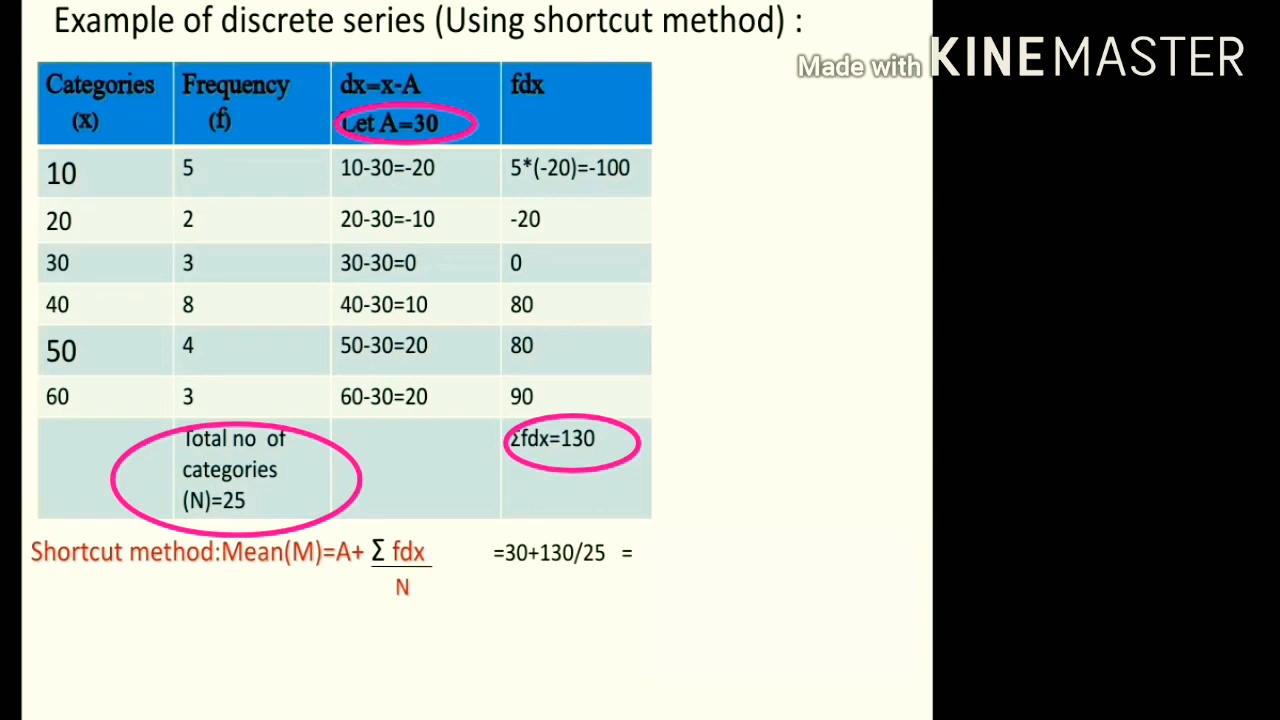 Example of discrete series (Using shortcut method) :
Made with KINEMASTER
Categories (x) Frequency (f) dx=x-A Let A=30 fdx
10 5 10-30=-20 5*(-20)=-100
20 2 20-30=-10 -20
30 3 30-30=0 0
40 8 40-30=10 80
50 4 50-30=20 80
60 3 60-30=20 90
Total no of categories (N)=25 Σfdx=130
Shortcut method:Mean(M)=A+ Σ fdx =30+130/25 =
N